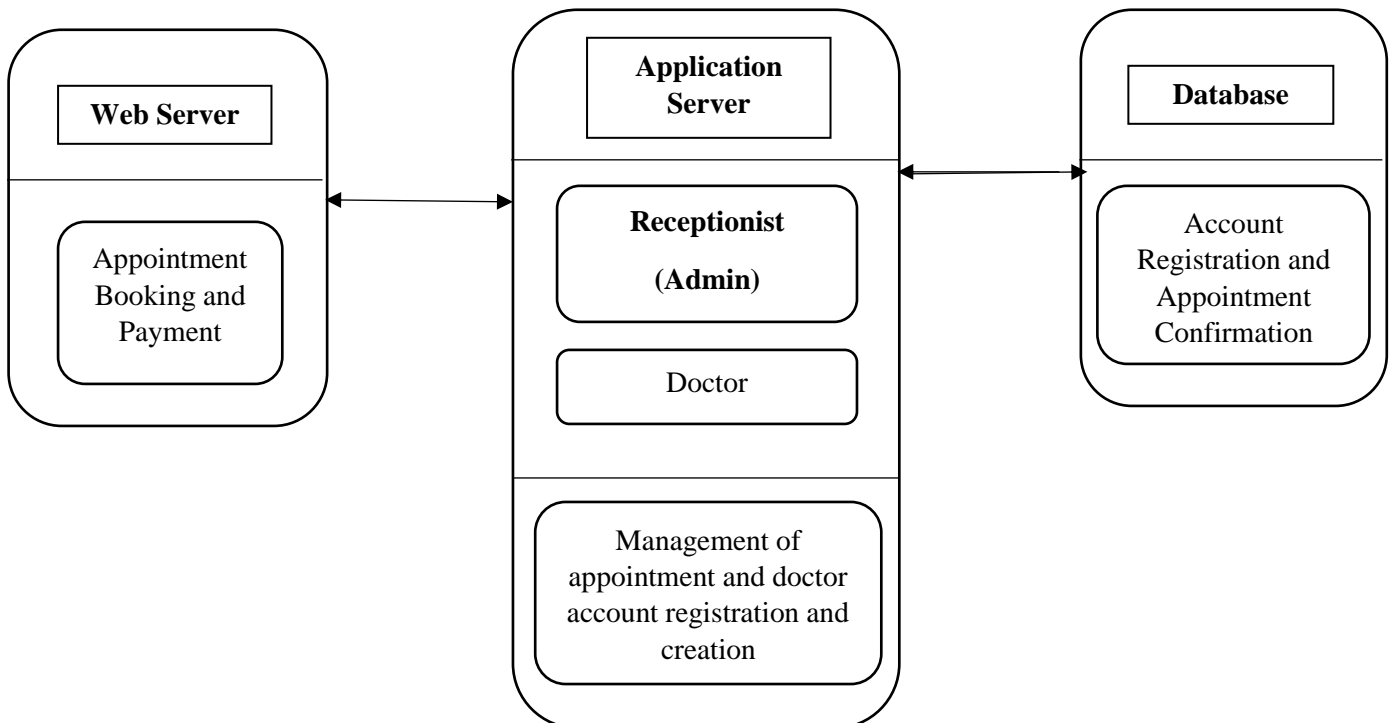 Web Server
Appointment
Booking and
Payment
Application
Server
Receptionist
(Admin)
Doctor
Management of
appointment and doctor
account registration and
creation
Database
Account
Registration and
Appointment
Confirmation